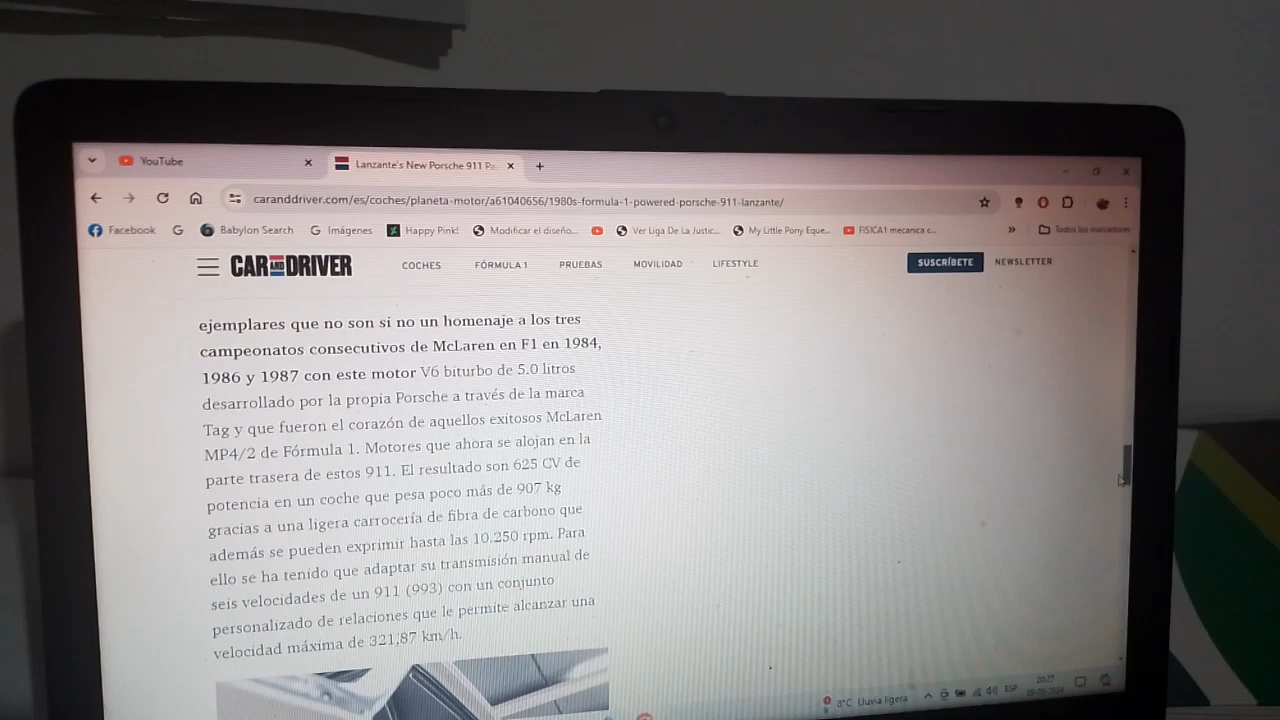 YouTube
Lanzante's New Porsche 911 Pa
caranddriver.com/es/coches/planeta-motor/a61040656/1980s-formula-1-powered-porsche-911-lanzante/
Facebook
Babylon Search
Imágenes
Happy Pink!
Modificar el diseño...
Ver Liga De La Justic...
My Little Pony Eque...
FISICA1 mecanica c...
Todos los marcadores
CAR AND DRIVER
COCHES
FÓRMULA 1
PRUEBAS
MOVILIDAD
LIFESTYLE
SUSCRÍBETE
NEWSLETTER
ejemplares que no son si no un homenaje a los tres
campeonatos consecutivos de McLaren en F1 en 1984,
1986 y 1987 con este motor V6 biturbo de 5.0 litros
desarrollado por la propia Porsche a través de la marca
Tag y que fueron el corazón de aquellos exitosos McLaren
MP4/2 de Fórmula 1. Motores que ahora se alojan en la
parte trasera de estos 911. El resultado son 625 CV de
potencia en un coche que pesa poco más de 907 kg
gracias a una ligera carrocería de fibra de carbono que
además se pueden exprimir hasta las 10.250 rpm. Para
ello se ha tenido que adaptar su transmisión manual de
seis velocidades de un 911 (993) con un conjunto
personalizado de relaciones que le permite alcanzar una
velocidad máxima de 321,87 km/h.
8°C Lluvia ligera
ESP
20:27